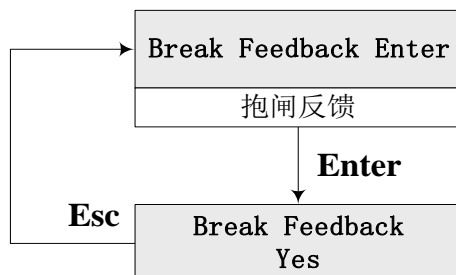 Break Feedback Enter
抱闸反馈
Enter
Esc
Break Feedback
Yes